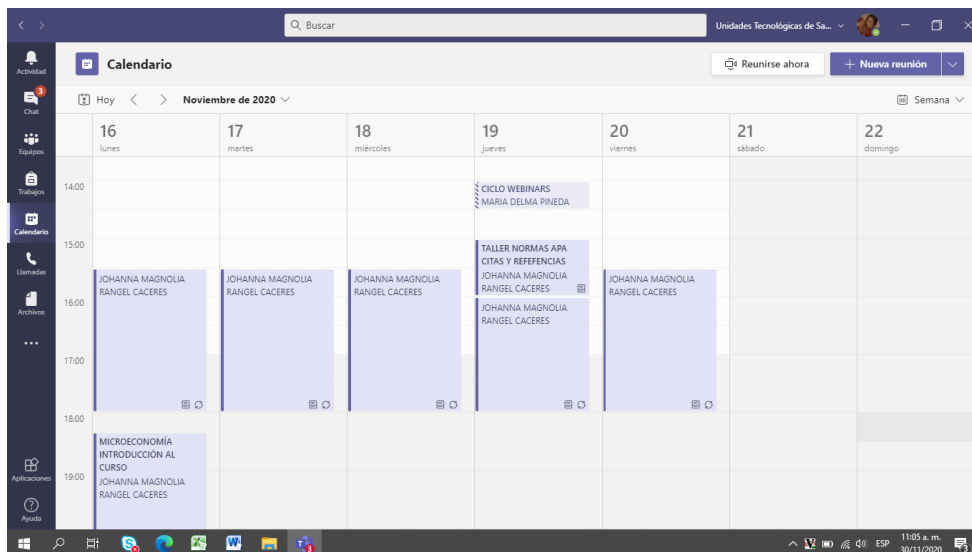 Buscar
Unidades Tecnológicas de Sa...
Actividad
Calendario
Reunirse ahora
+ Nueva reunión
3
Chat
Hoy
Noviembre de 2020
Semana
Equipos
16
lunes
17
martes
18
miércoles
19
jueves
20
viernes
21
sábado
22
domingo
Trabajos
14:00
CICLO WEBINARS
MARIA DELMA PINEDA
Calendario
15:00
TALLER NORMAS APA
CITAS Y REFEFENCIAS
JOHANNA MAGNOLIA
RANGEL CACERES
Llamadas
JOHANNA MAGNOLIA
RANGEL CACERES
JOHANNA MAGNOLIA
RANGEL CACERES
JOHANNA MAGNOLIA
RANGEL CACERES
JOHANNA MAGNOLIA
RANGEL CACERES
Archivos
16:00
JOHANNA MAGNOLIA
RANGEL CACERES
17:00
18:00
MICROECONOMÍA
INTRODUCCIÓN AL
CURSO
JOHANNA MAGNOLIA
RANGEL CACERES
Aplicaciones
19:00
Ayuda
3
ESP
11:05 a. m.
30/11/2020